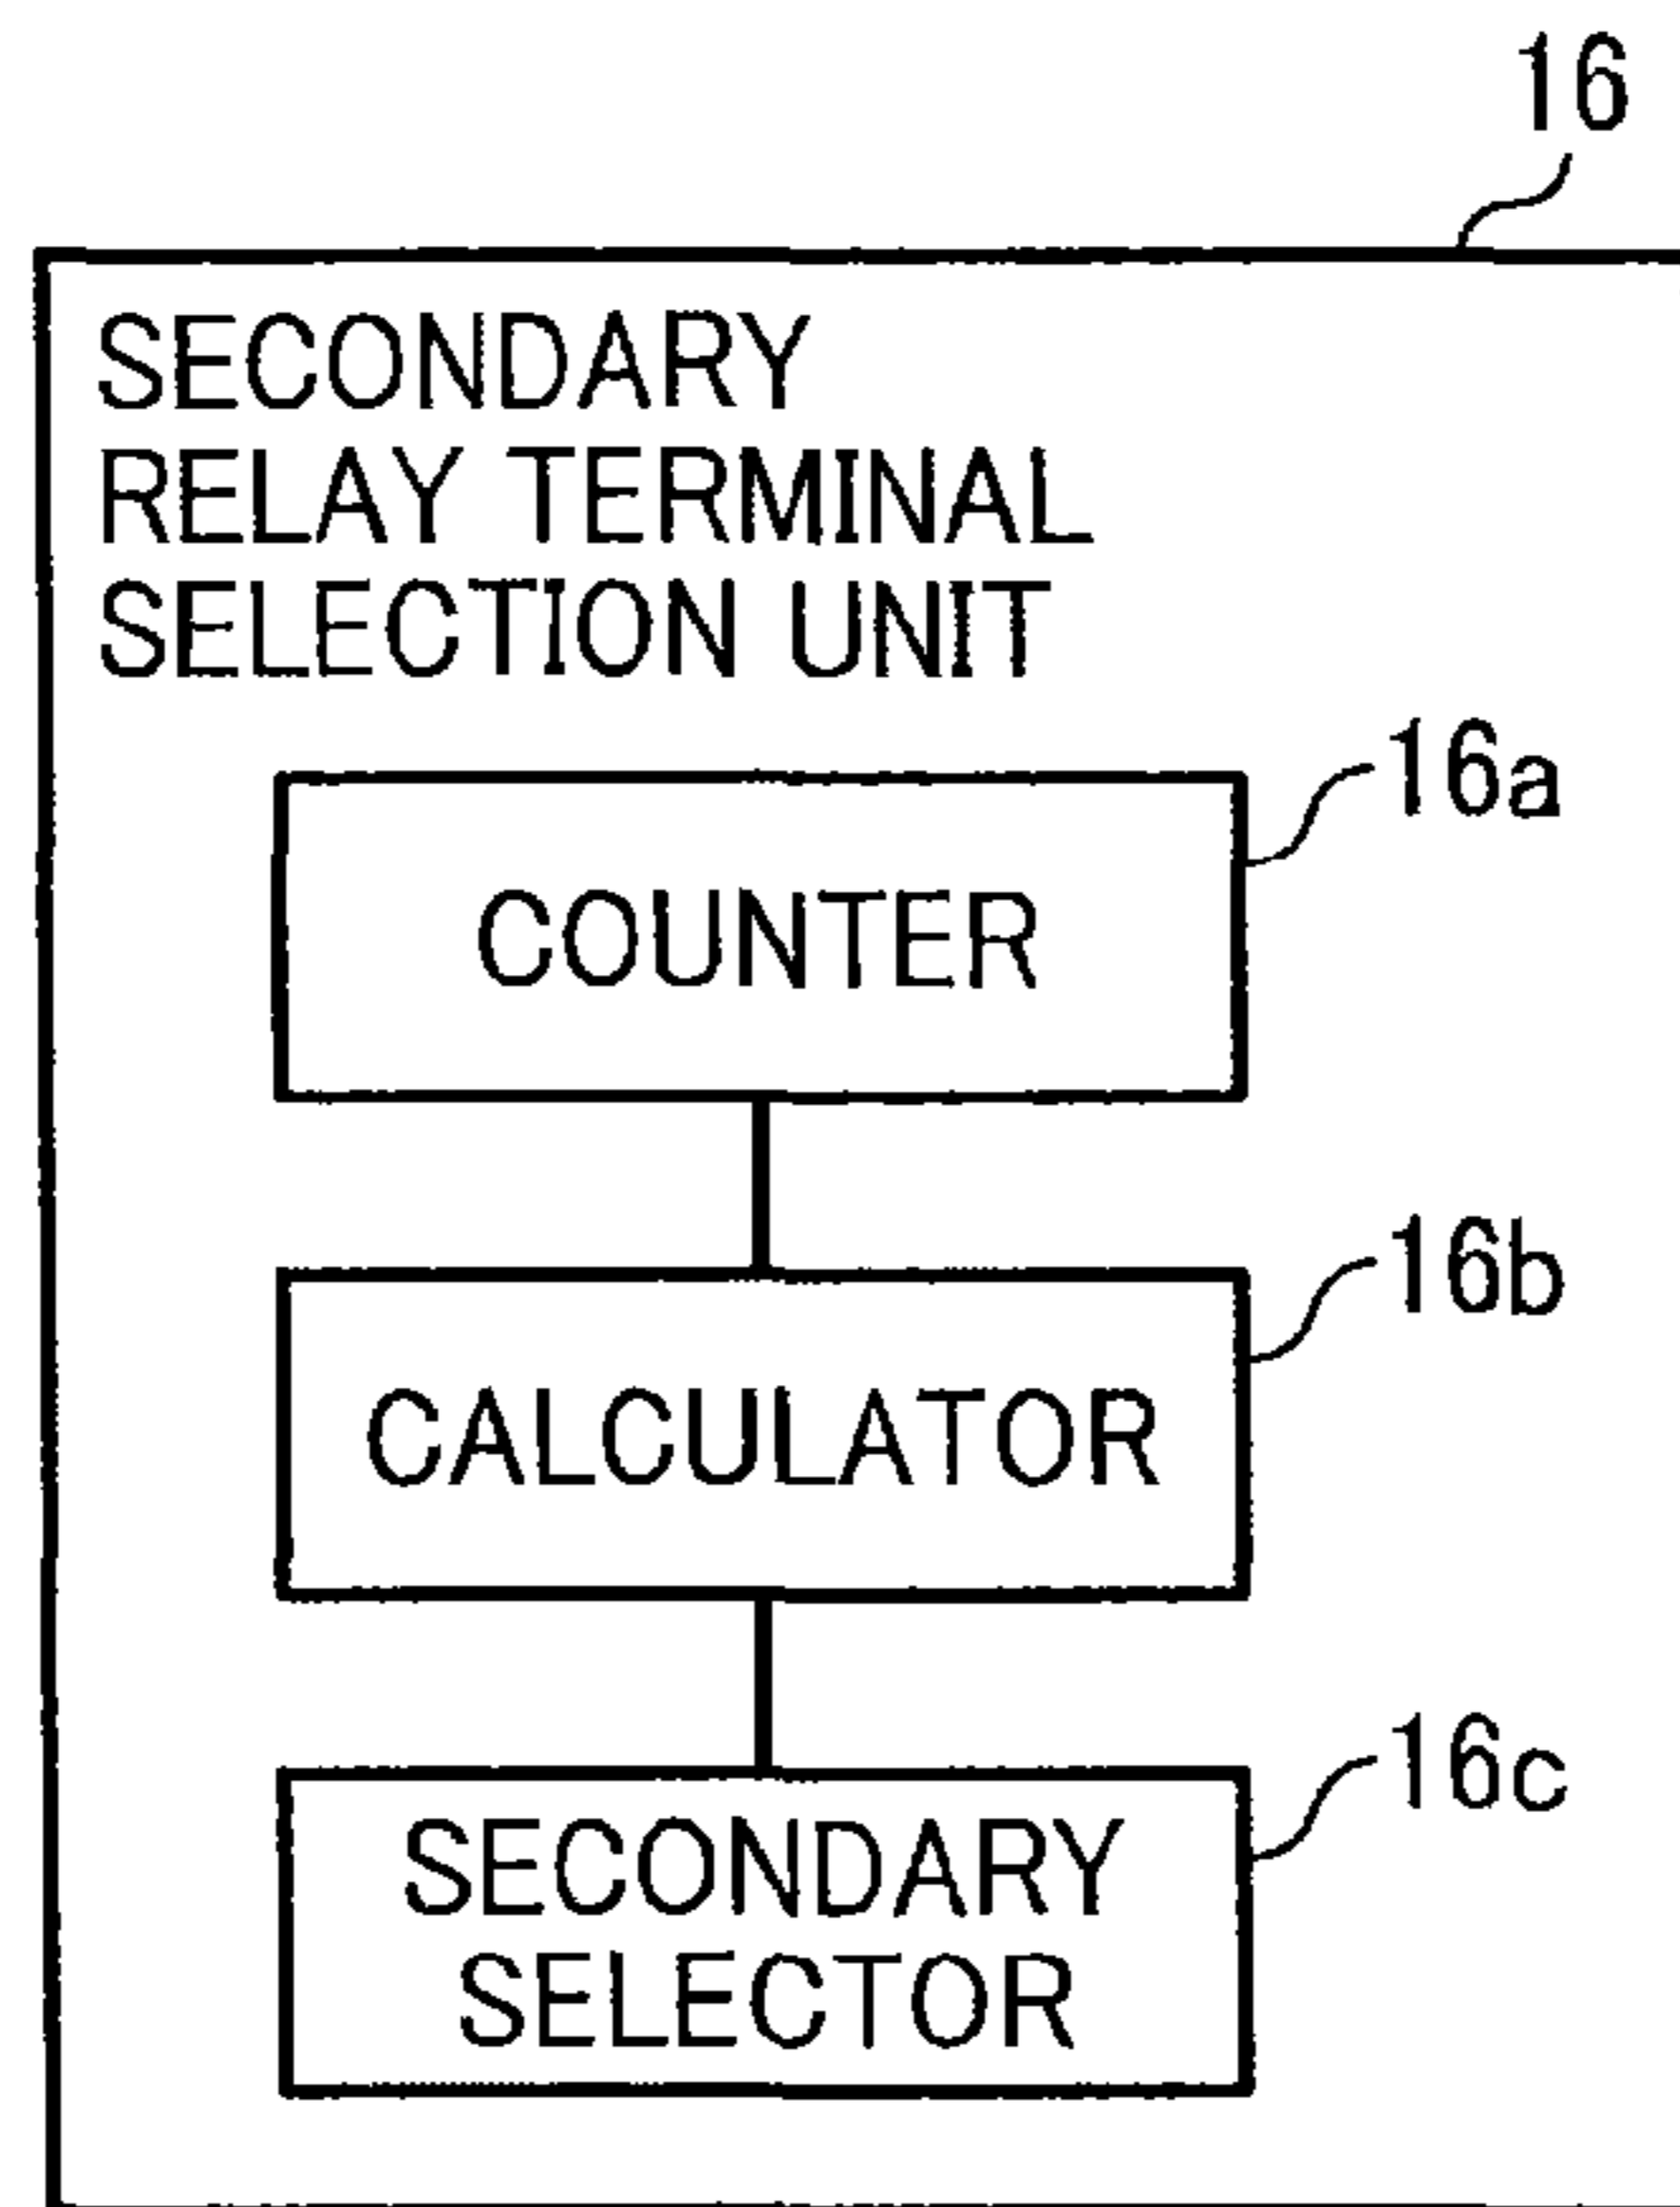 16
SECONDARY
RELAY TERMINAL
SELECTION UNIT
16a
COUNTER
16b
CALCULATOR
16c
SECONDARY
SELECTOR